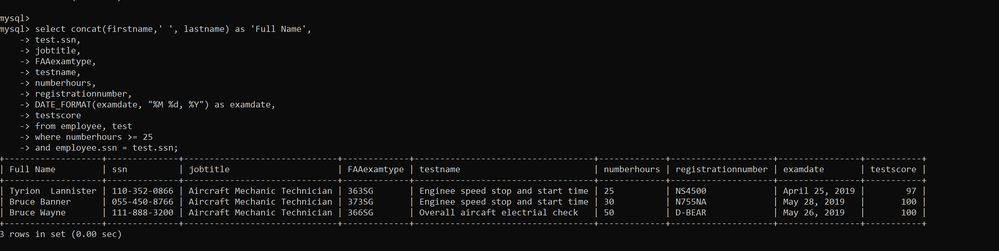 mysql>
mysql> select concat(firstname,' ', lastname) as 'Full Name',
    -> test.ssn,
    -> jobtitle,
    -> FAAexamtype,
    -> testname,
    -> numberhours,
    -> registrationnumber,
    -> DATE_FORMAT(examdate, "%M %d, %Y") as examdate,
    -> testscore
    -> from employee, test
    -> where numberhours >= 25
    -> and employee.ssn = test.ssn;
+-------------------+--------------+------------------------------+-------------+-----------------------------------+-------------+--------------------+----------------+-----------+
| Full Name         | ssn          | jobtitle                     | FAAexamtype | testname                          | numberhours | registrationnumber | examdate       | testscore |
+-------------------+--------------+------------------------------+-------------+-----------------------------------+-------------+--------------------+----------------+-----------+
| Tyrion  Lannister | 110-352-0866 | Aircraft Mechanic Technician | 363SG       | Enginee speed stop and start time | 25          | NS4500             | April 25, 2019 |        97 |
| Bruce Banner      | 055-450-8766 | Aircraft Mechanic Technician | 373SG       | Enginee speed stop and start time | 30          | N755NA             | May 28, 2019   |       100 |
| Bruce Wayne       | 111-888-3200 | Aircraft Mechanic Technician | 366SG       | Overall aircaft electrial check   | 50          | D-BEAR             | May 26, 2019   |       100 |
+-------------------+--------------+------------------------------+-------------+-----------------------------------+-------------+--------------------+----------------+-----------+
3 rows in set (0.00 sec)